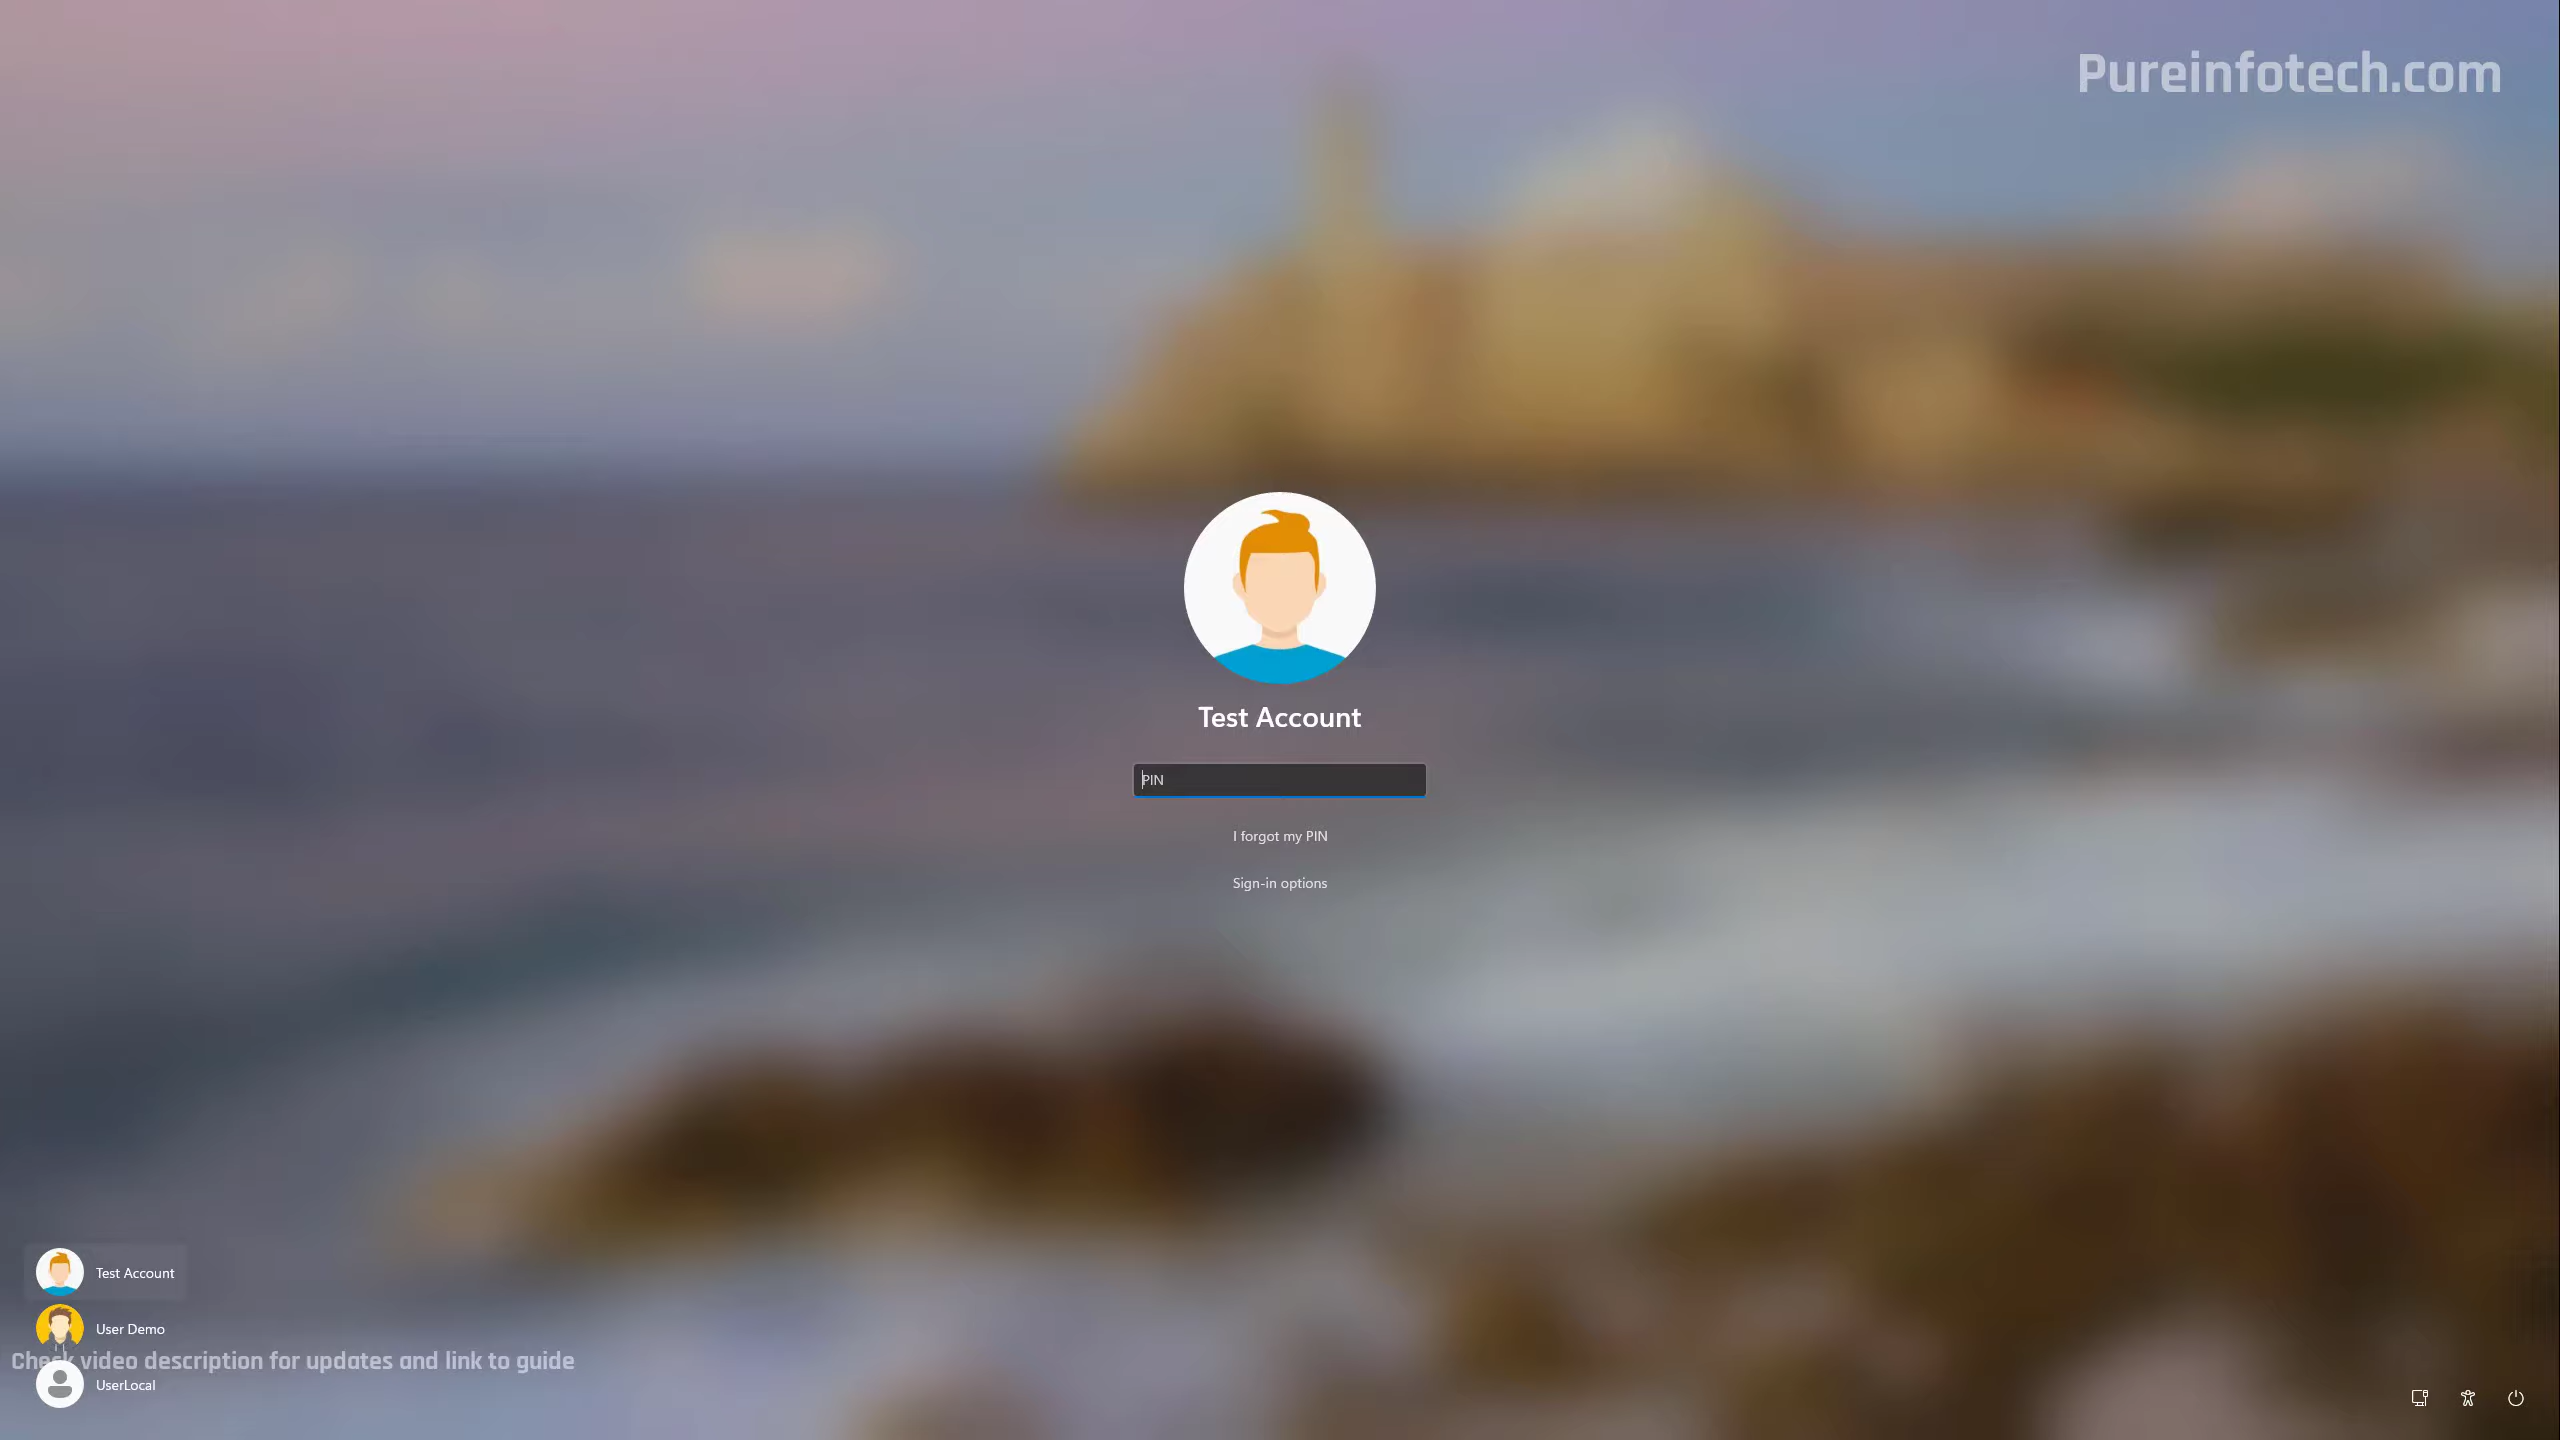 Pureinfotech.com
Test Account
PIN
I forgot my PIN
Sign-in options
Test Account
User Demo
Check video description for updates and link to guide
UserLocal